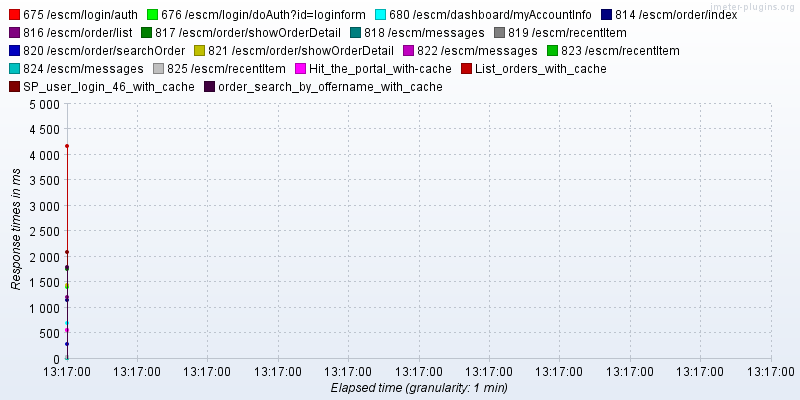 jmeter-plugins.org
675 /escm/login/auth 676 /escm/login/doAuth?id=loginform 680 /escm/dashboard/myAccountInfo 814 /escm/order/index
816 /escm/order/list 817 /escm/order/showOrderDetail 818 /escm/messages 819 /escm/recentItem
820 /escm/order/searchOrder 821 /escm/order/showOrderDetail 822 /escm/messages 823 /escm/recentItem
824 /escm/messages 825 /escm/recentItem Hit_the_portal_with-cache List_orders_with_cache
SP_user_login_46_with_cache order_search_by_offername_with_cache
5 000
4 500
4 000
3 500
3 000
2 500
2 000
1 500
1 000
500
0
Response times in ms
13:17:00 13:17:00 13:17:00 13:17:00 13:17:00 13:17:00 13:17:00 13:17:00 13:17:00 13:17:00 13:17:00
Elapsed time (granularity: 1 min)